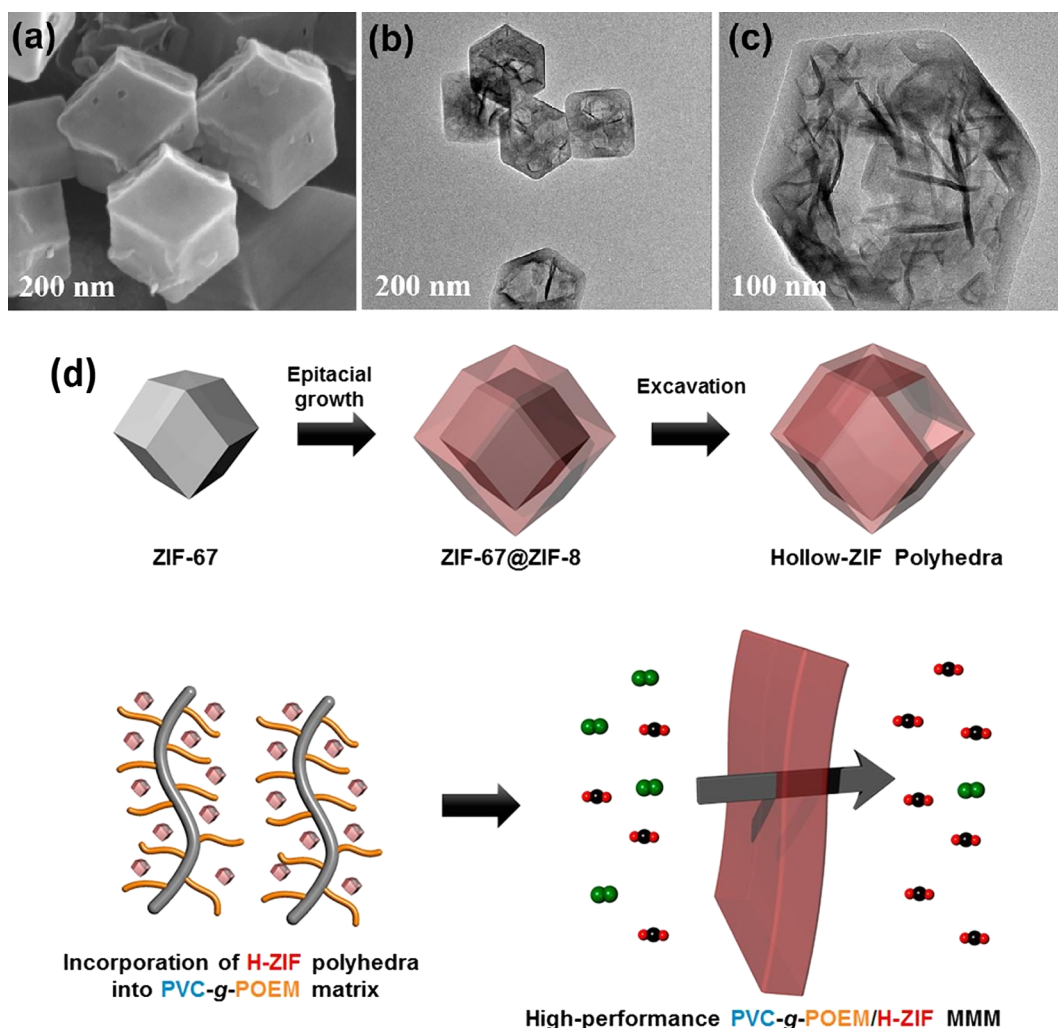 (a)
200 nm
(b)
200 nm
(c)
100 nm
(d)
Epitacial
growth
Excavation
ZIF-67
ZIF-67@ZIF-8
Hollow-ZIF Polyhedra
Incorporation of H-ZIF polyhedra
into PVC-g-POEM matrix
High-performance PVC-g-POEM/H-ZIF MMM